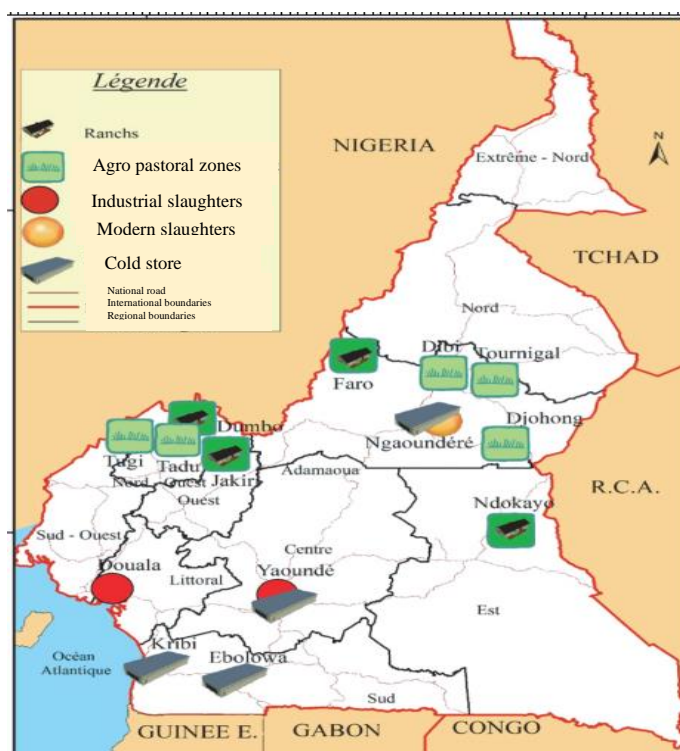 Légende
Ranchs
Agro pastoral zones
Industrial slaughters
Modern slaughters
Cold store
National road
International boundaries
Regional boundaries
N
NIGERIA
Extrême - Nord
TCHAD
Nord
Dibi
Tournigal
Faro
Djohong
Dumbo
Ngaoundéré
Tugi
Tadu
Jakiri
Nord - Ouest
Adamaoua
Ouest
R.C.A.
Ndokayo
Sud - Ouest
Centre
Douala
Yaoundé
Littoral
Est
Kribi
Océan
Atlantique
Ebolowa
Sud
GUINEE E.
GABON
CONGO